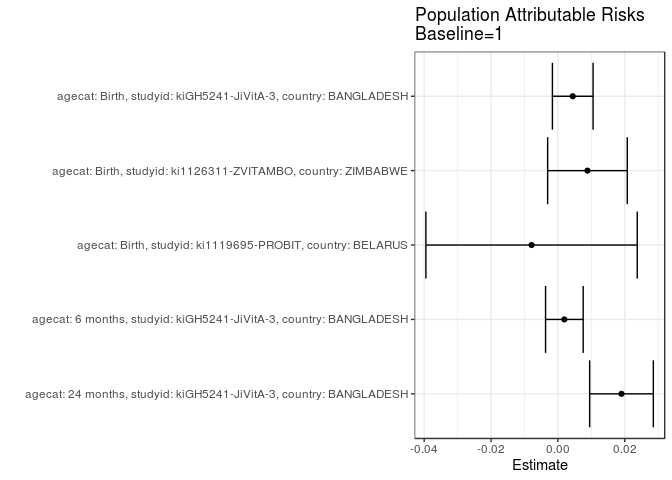 Population Attributable Risks
Baseline=1
agecat: Birth, studyid: kiGH5241-JiVitA-3, country: BANGLADESH
agecat: Birth, studyid: ki1126311-ZVITAMBO, country: ZIMBABWE
agecat: Birth, studyid: ki1119695-PROBIT, country: BELARUS
agecat: 6 months, studyid: kiGH5241-JiVitA-3, country: BANGLADESH
agecat: 24 months, studyid: kiGH5241-JiVitA-3, country: BANGLADESH
-0.04 -0.02 0.00 0.02
Estimate